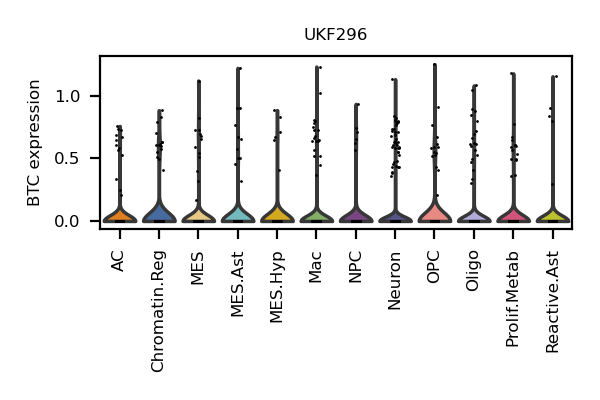 UKF296
BTC expression
1.0
0.5
0.0
AC
Chromatin.Reg
MES
MES.Ast
MES.Hyp
Mac
NPC
Neuron
OPC
Oligo
Prolif.Metab
Reactive.Ast